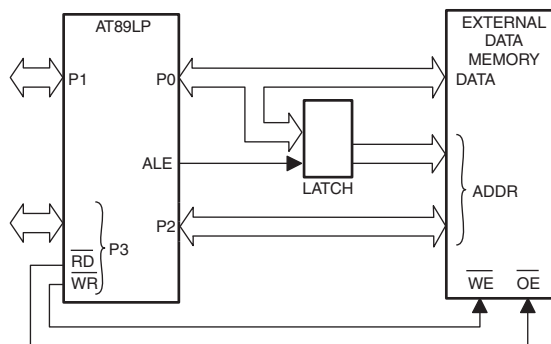 AT89LP
EXTERNAL
DATA
MEMORY
P1
P0
DATA
ALE
LATCH
ADDR
P2
P3
RD
WR
WE
OE